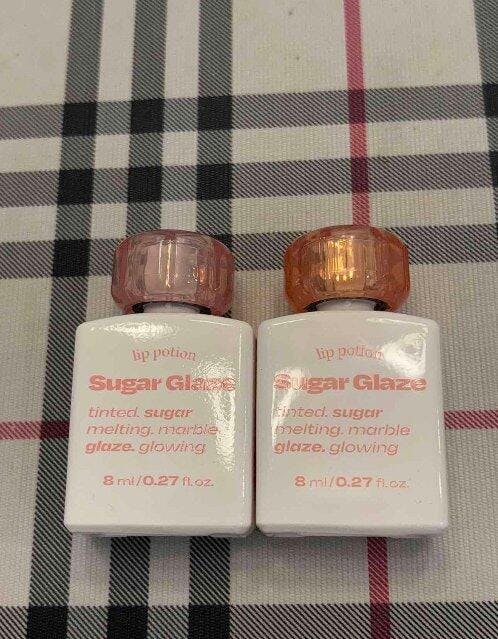 lip potion
Sugar Glaze
tinted. sugar
melting. marble.
glaze. glowing
8 ml/0.27 fl.oz.
lip potion
Sugar Glaze
tinted. sugar
melting. marble
glaze. glowing
8 ml/0.27 fl.oz.